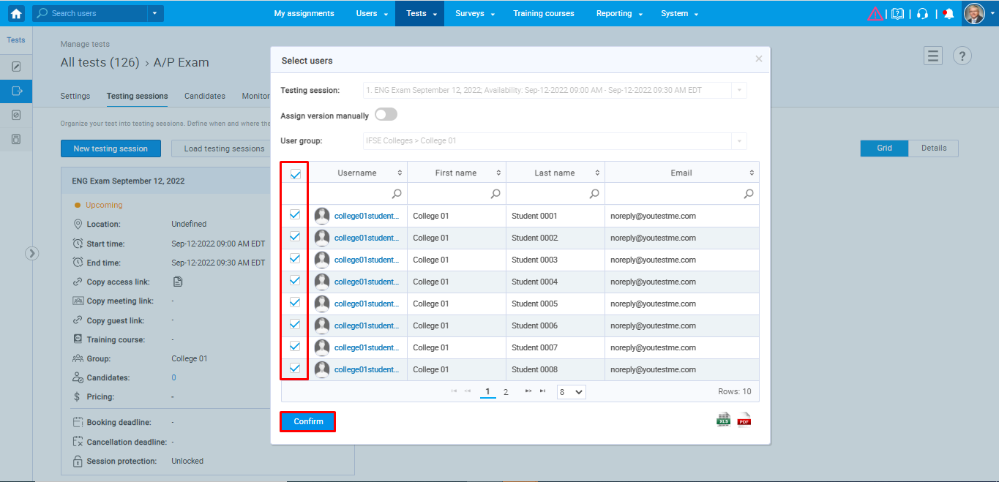 Search users
My assignments
Users
Tests
Surveys
Training courses
Reporting
System
Tests
Manage tests
All tests (126) > A/P Exam
Settings
Testing sessions
Candidates
Monitor
Organize your test into testing sessions. Define when and where the
New testing session
Load testing sessions
Grid
Details
ENG Exam September 12, 2022
Upcoming
Location: Undefined
Start time: Sep-12-2022 09:00 AM EDT
End time: Sep-12-2022 09:30 AM EDT
Copy access link:
Copy meeting link: -
Copy guest link: -
Training course: -
Group: College 01
Candidates: 0
Pricing: -
Booking deadline: -
Cancellation deadline: -
Session protection: Unlocked
Select users
Testing session: 1. ENG Exam September 12, 2022; Availability: Sep-12-2022 09:00 AM - Sep-12-2022 09:30 AM EDT
Assign version manually
User group: IFSE Colleges > College 01
Username First name Last name Email
college01student... College 01 Student 0001 noreply@youtestme.com
college01student... College 01 Student 0002 noreply@youtestme.com
college01student... College 01 Student 0003 noreply@youtestme.com
college01student... College 01 Student 0004 noreply@youtestme.com
college01student... College 01 Student 0005 noreply@youtestme.com
college01student... College 01 Student 0006 noreply@youtestme.com
college01student... College 01 Student 0007 noreply@youtestme.com
college01student... College 01 Student 0008 noreply@youtestme.com
1 2 8 Rows: 10
Confirm
XLS PDF